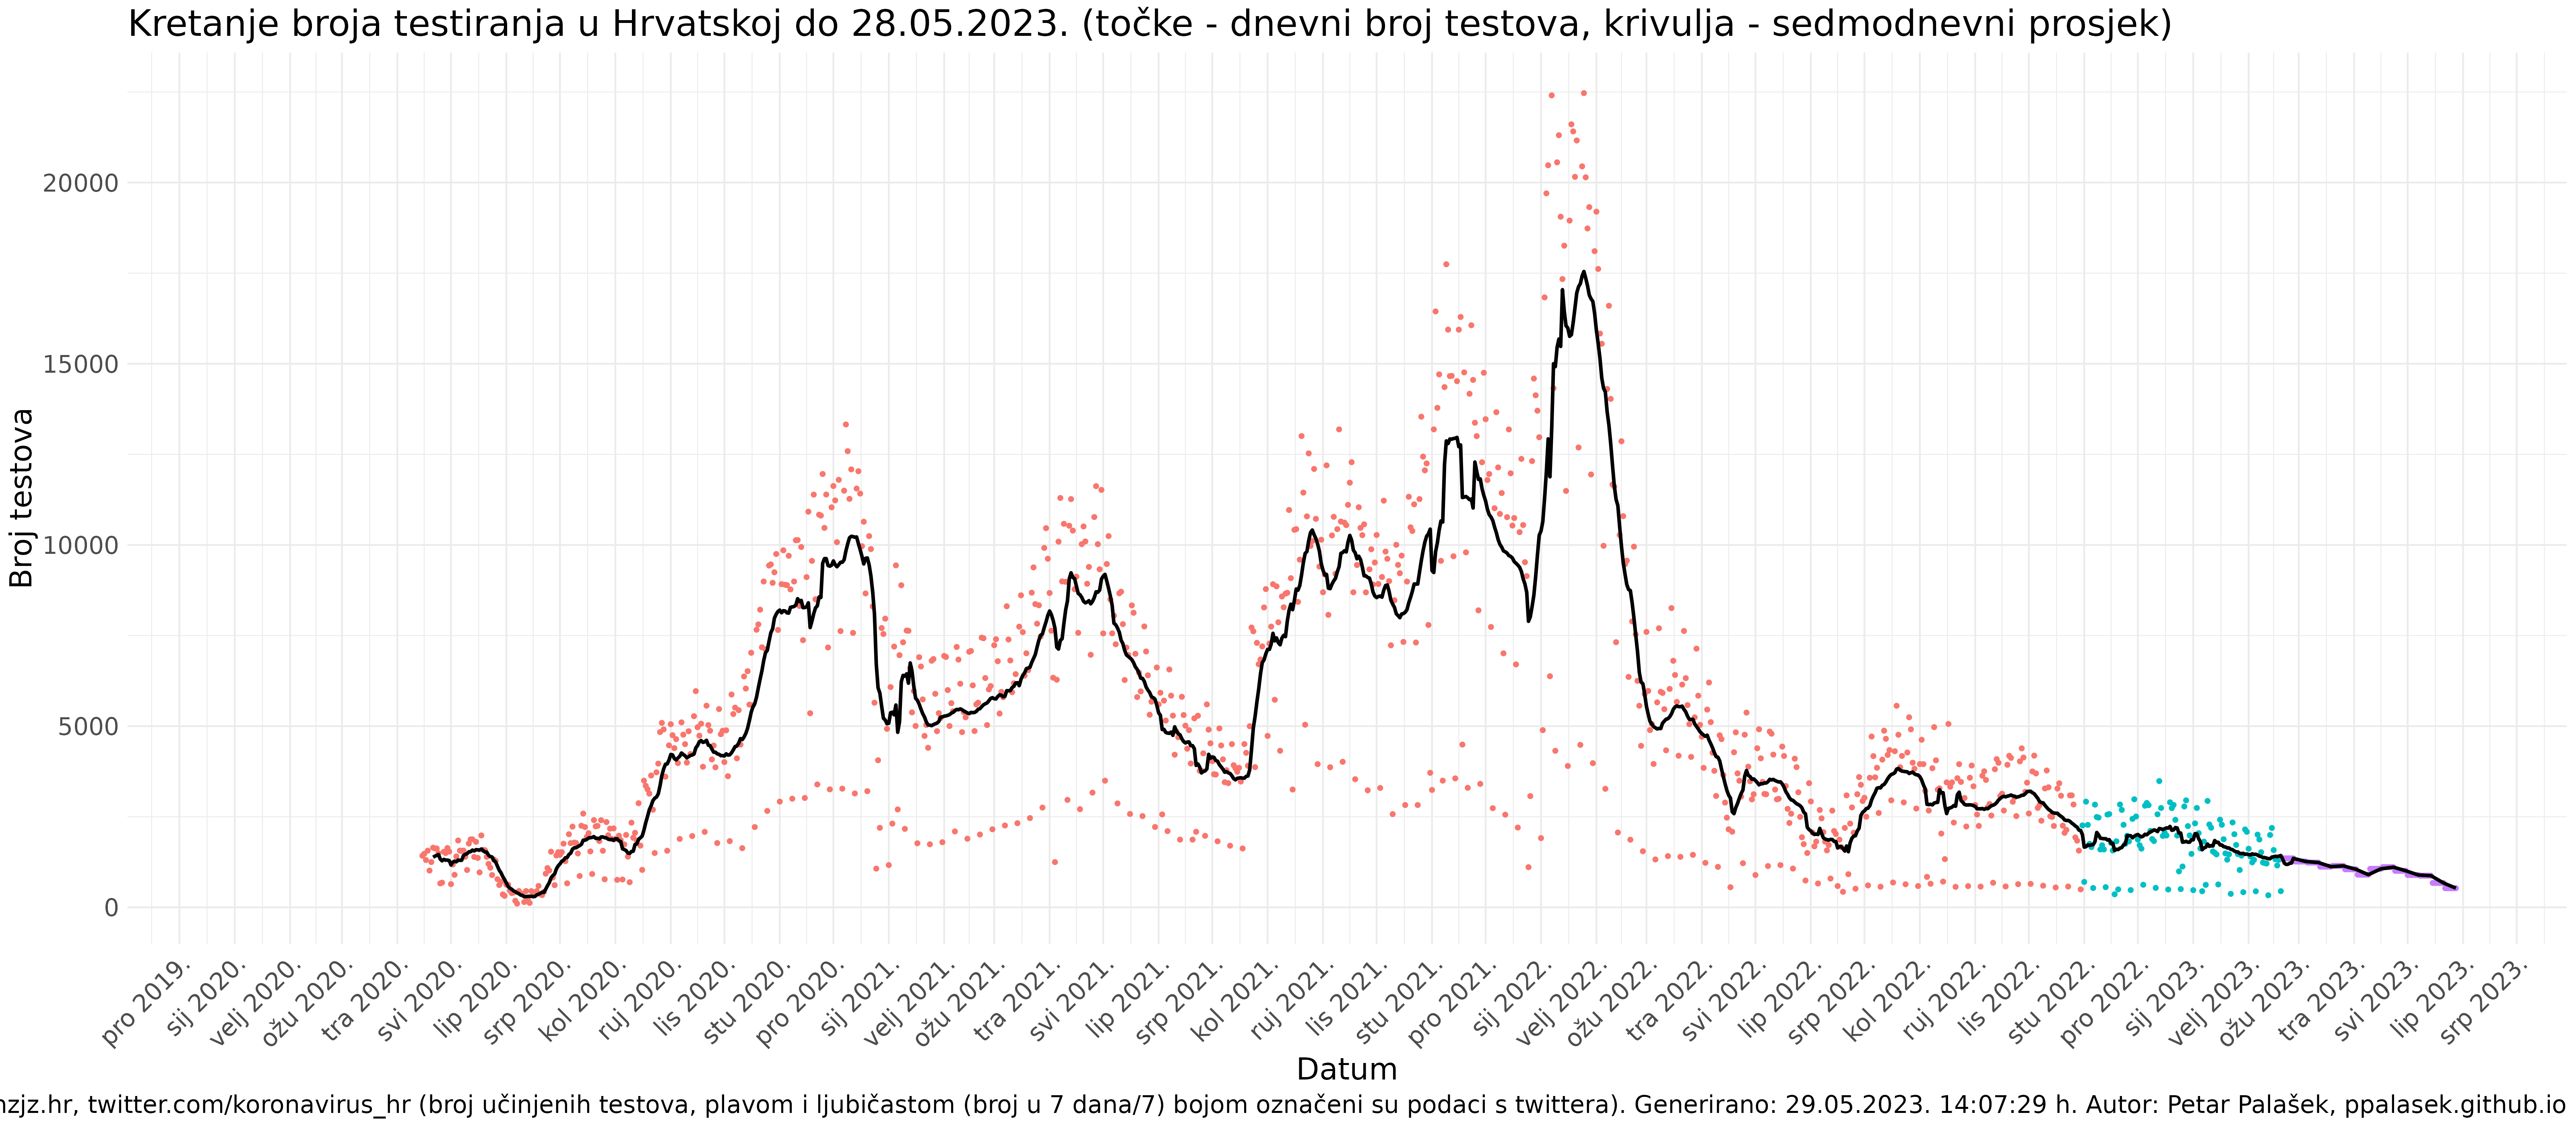 Kretanje broja testiranja u Hrvatskoj do 28.05.2023. (točke - dnevni broj testova, krivulja - sedmodnevni prosjek)
Broj testova
20000
15000
10000
5000
0
pro 2019.
sij 2020.
velj 2020.
ožu 2020.
tra 2020.
svi 2020.
lip 2020.
srp 2020.
kol 2020.
ruj 2020.
lis 2020.
stu 2020.
pro 2020.
sij 2021.
velj 2021.
ožu 2021.
tra 2021.
svi 2021.
lip 2021.
srp 2021.
kol 2021.
ruj 2021.
lis 2021.
stu 2021.
pro 2021.
sij 2022.
velj 2022.
ožu 2022.
tra 2022.
svi 2022.
lip 2022.
srp 2022.
kol 2022.
ruj 2022.
lis 2022.
stu 2022.
pro 2022.
sij 2023.
velj 2023.
ožu 2023.
tra 2023.
svi 2023.
lip 2023.
srp 2023.
Datum
nzjz.hr, twitter.com/koronavirus_hr (broj učinjenih testova, plavom i ljubičastom (broj u 7 dana/7) bojom označeni su podaci s twittera). Generirano: 29.05.2023. 14:07:29 h. Autor: Petar Palašek, ppalasek.github.io